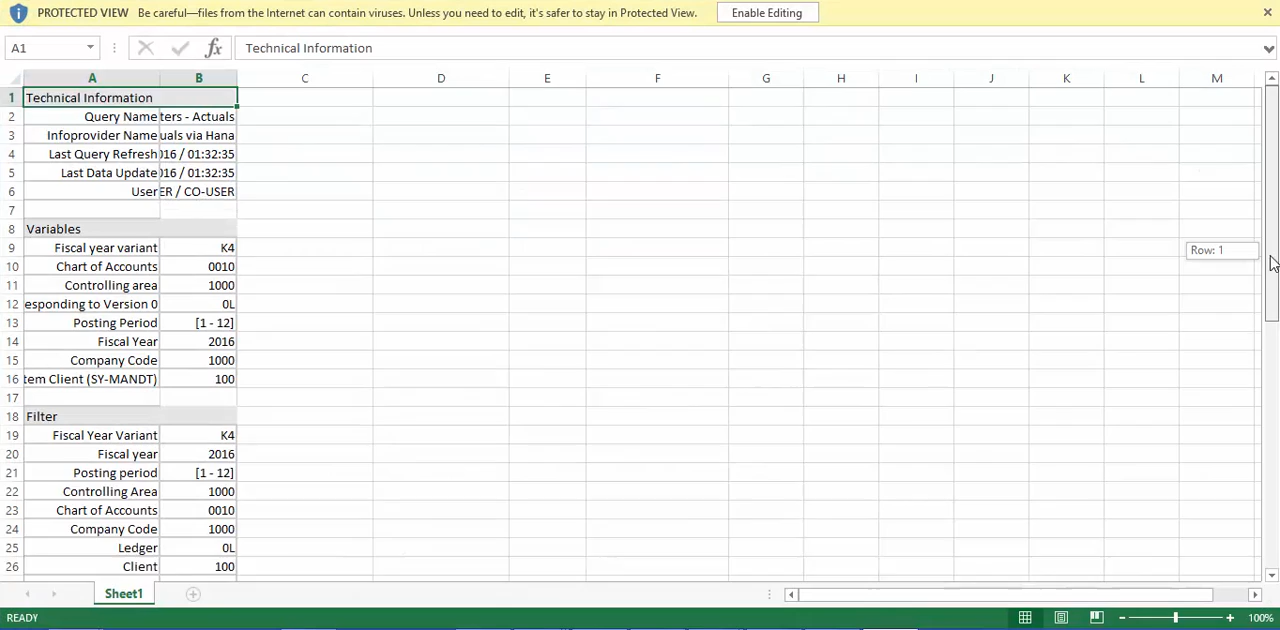 PROTECTED VIEW Be careful—files from the Internet can contain viruses. Unless you need to edit, it's safer to stay in Protected View. Enable Editing
A1 fx Technical Information
A B C D E F G H I J K L M
1 Technical Information
2 Query Name ters - Actuals
3 Infoprovider Name uals via Hana
4 Last Query Refresh 016 / 01:32:35
5 Last Data Update 016 / 01:32:35
6 User ER / CO-USER
7
8 Variables
9 Fiscal year variant K4
Row: 1
10 Chart of Accounts 0010
11 Controlling area 1000
12 esponding to Version 0 0L
13 Posting Period [1 - 12]
14 Fiscal Year 2016
15 Company Code 1000
16 tem Client (SY-MANDT) 100
17
18 Filter
19 Fiscal Year Variant K4
20 Fiscal year 2016
21 Posting period [1 - 12]
22 Controlling Area 1000
23 Chart of Accounts 0010
24 Company Code 1000
25 Ledger 0L
26 Client 100
Sheet1
READY 100%